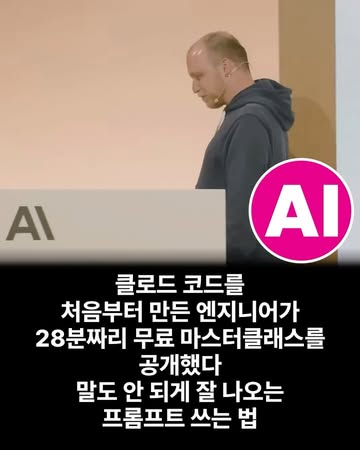 AI
AI
클로드 코드를
처음부터 만든 엔지니어가
28분짜리 무료 마스터클래스를
공개했다
말도 안 되게 잘 나오는
프롬프트 쓰는 법